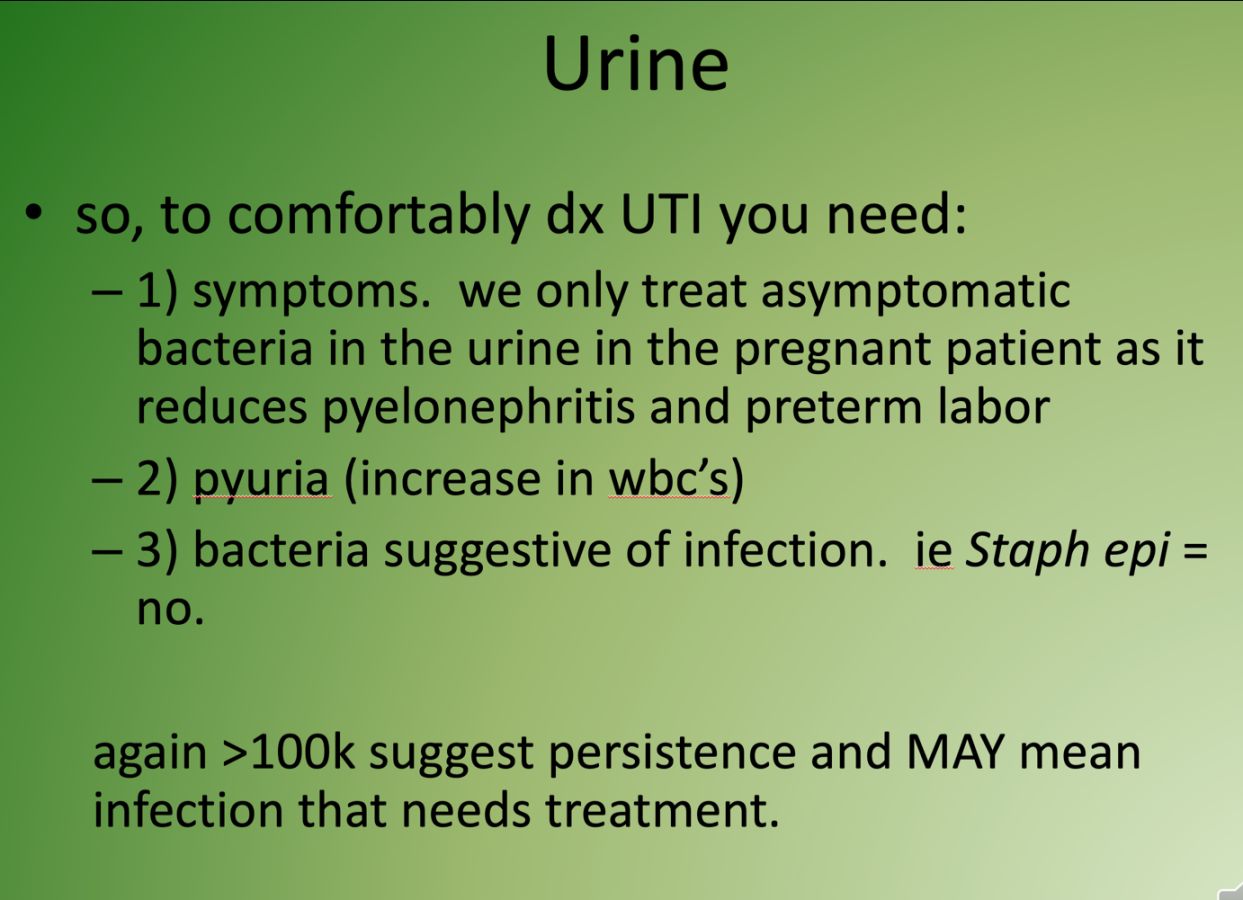 Urine
• so, to comfortably dx UTI you need:
– 1) symptoms.  we only treat asymptomatic
bacteria in the urine in the pregnant patient as it
reduces pyelonephritis and preterm labor
– 2) pyuria (increase in wbc’s)
– 3) bacteria suggestive of infection.  ie Staph epi =
no.
again >100k suggest persistence and MAY mean
infection that needs treatment.